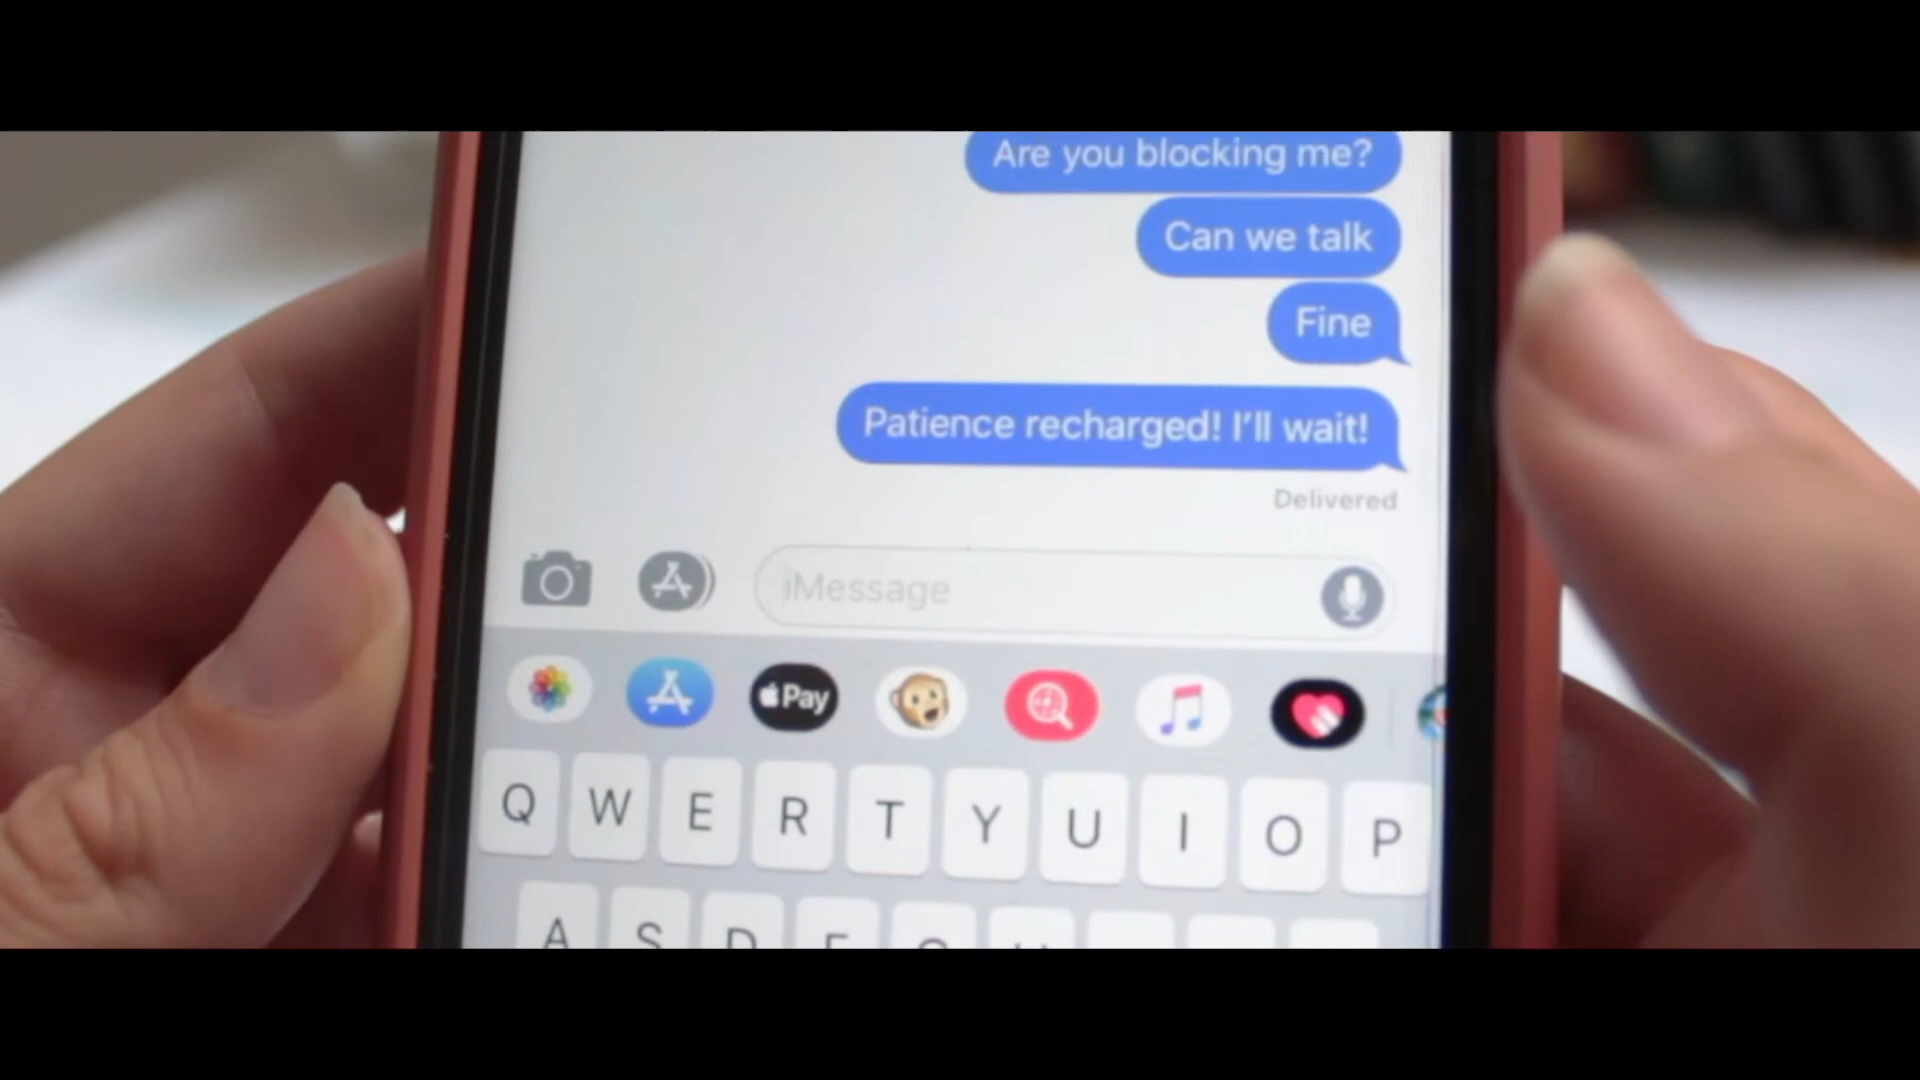 Are you blocking me?
Can we talk
Fine
Patience recharged! I'll wait!
Delivered
iMessage
Pay
Q W E R T Y U I O P
A S D F G H